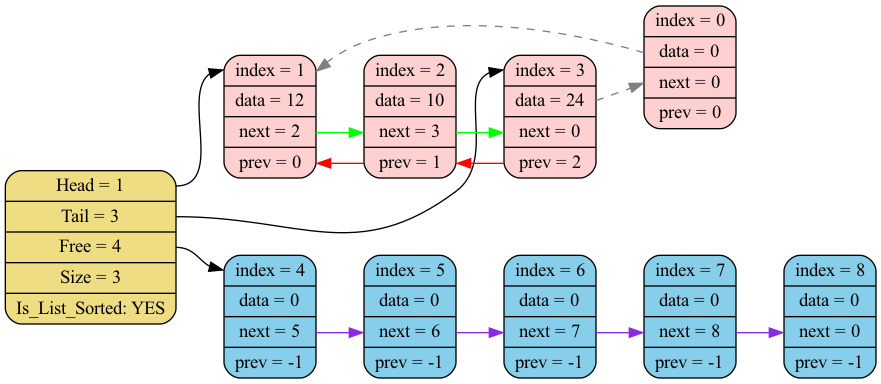 index = 0
data = 0
next = 0
prev = 0
index = 1
data = 12
next = 2
prev = 0
index = 2
data = 10
next = 3
prev = 1
index = 3
data = 24
next = 0
prev = 2
Head = 1
Tail = 3
Free = 4
Size = 3
Is_List_Sorted: YES
index = 4
data = 0
next = 5
prev = -1
index = 5
data = 0
next = 6
prev = -1
index = 6
data = 0
next = 7
prev = -1
index = 7
data = 0
next = 8
prev = -1
index = 8
data = 0
next = 0
prev = -1